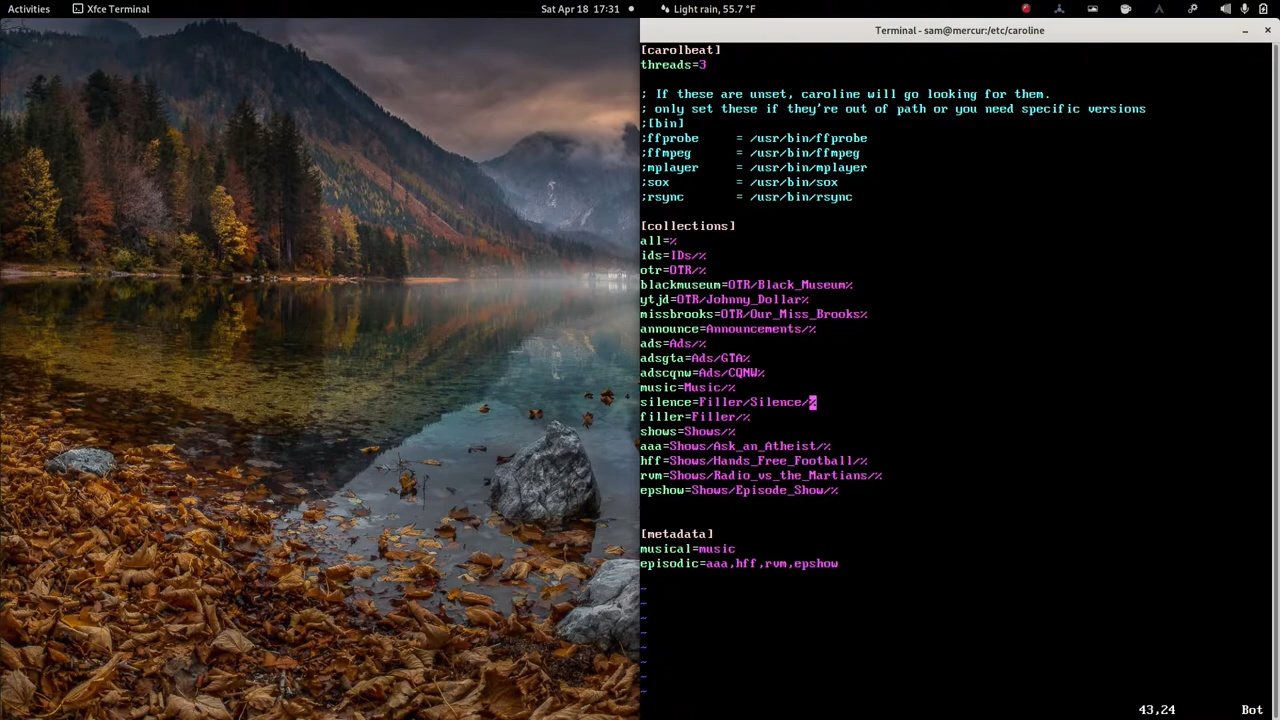 Activities Xfce Terminal Sat Apr 18 17:31 Light rain, 55.7 °F
Terminal - sam@mercur:/etc/caroline
[carolbeat]
threads=3
; If these are unset, caroline will go looking for them.
; only set these if they're out of path or you need specific versions
;[bin]
;ffprobe = /usr/bin/ffprobe
;ffmpeg = /usr/bin/ffmpeg
;mplayer = /usr/bin/mplayer
;sox = /usr/bin/sox
;rsync = /usr/bin/rsync
[collections]
all=%
ids=IDs/%
otr=OTR/%
blackmuseum=OTR/Black_Museum%
ytjd=OTR/Johnny_Dollar%
missbrooks=OTR/Our_Miss_Brooks%
announce=Announcements/%
ads=Ads/%
adsgta=Ads/GTA%
adscqnw=Ads/CQNW%
music=Music/%
silence=Filler/Silence/%
filler=Filler/%
shows=Shows/%
aaa=Shows/Ask_an_Atheist/%
hff=Shows/Hands_Free_Football/%
rvm=Shows/Radio_vs_the_Martians/%
epshow=Shows/Episode_Show/%
[metadata]
musical=music
episodic=aaa,hff,rvm,epshow
~
~
~
~
~
~
~
~
43,24 Bot